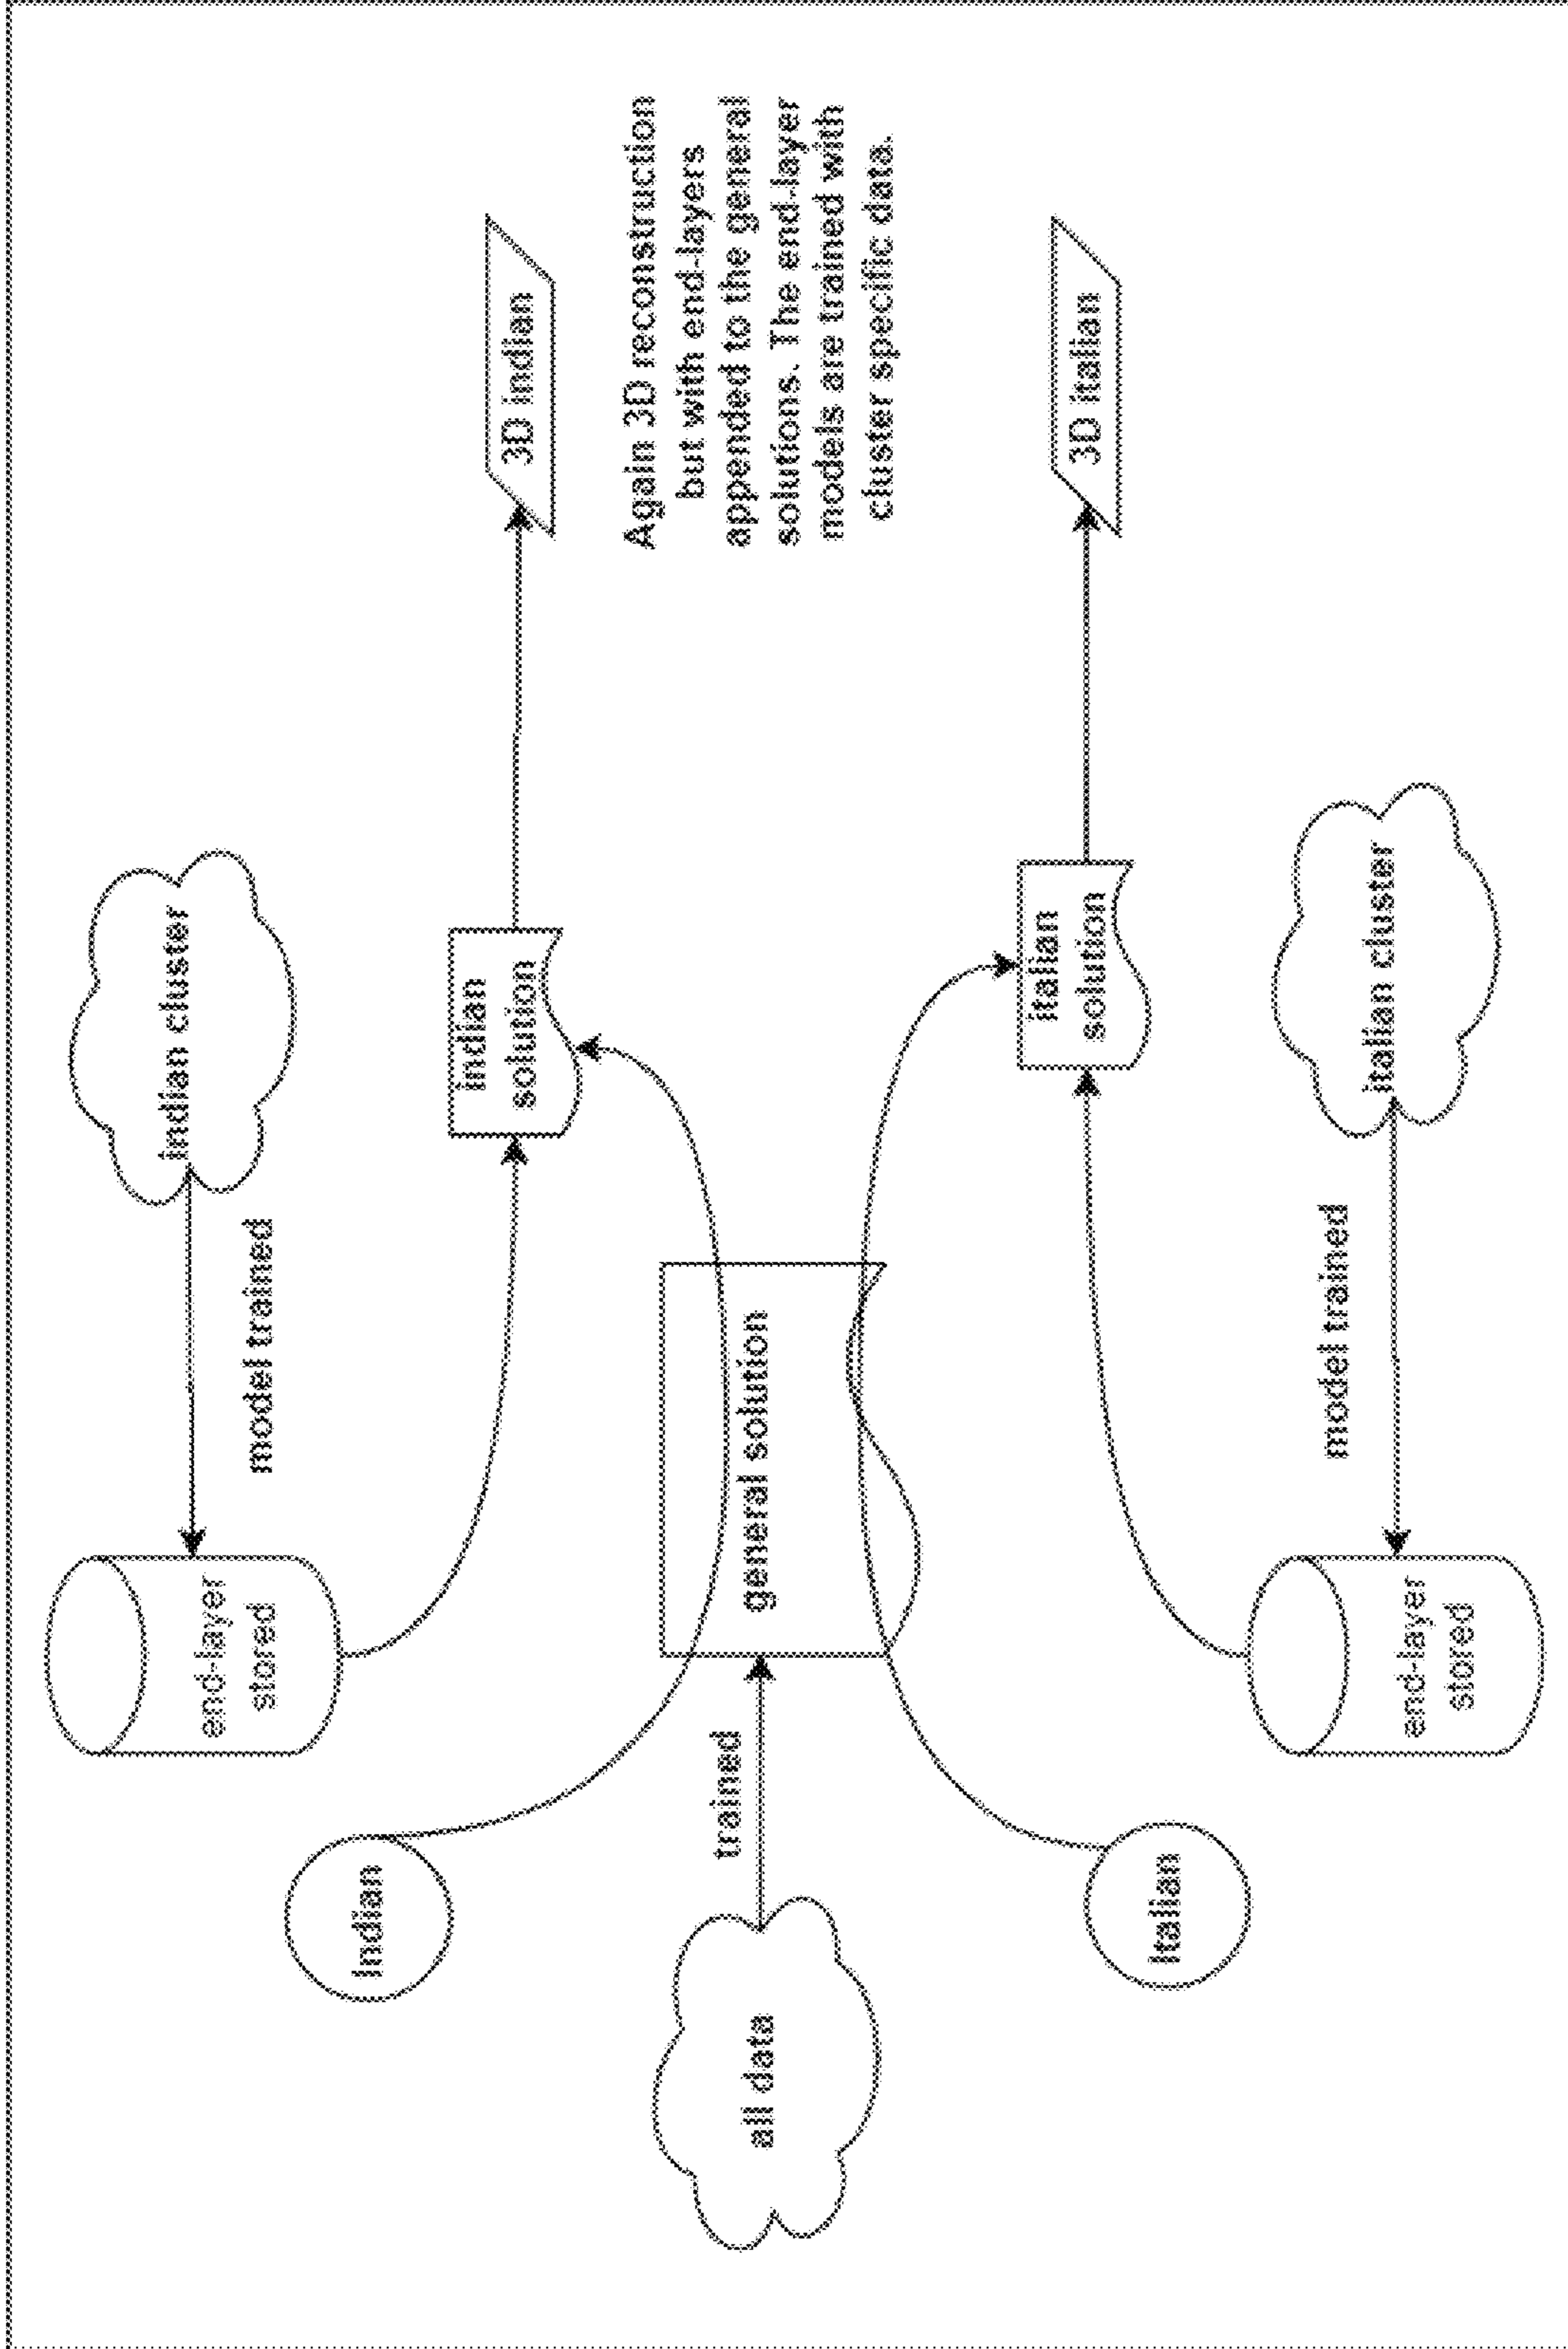 indian cluster
model trained
end-layer
stored
Indian
indian
solution
3D indian
all data
trained
general solution
Again 3D reconstruction
but with end-layers
appended to the general
solutions. The end-layer
models are trained with
cluster specific data.
Italian
italian
solution
3D italian
end-layer
stored
model trained
italian cluster